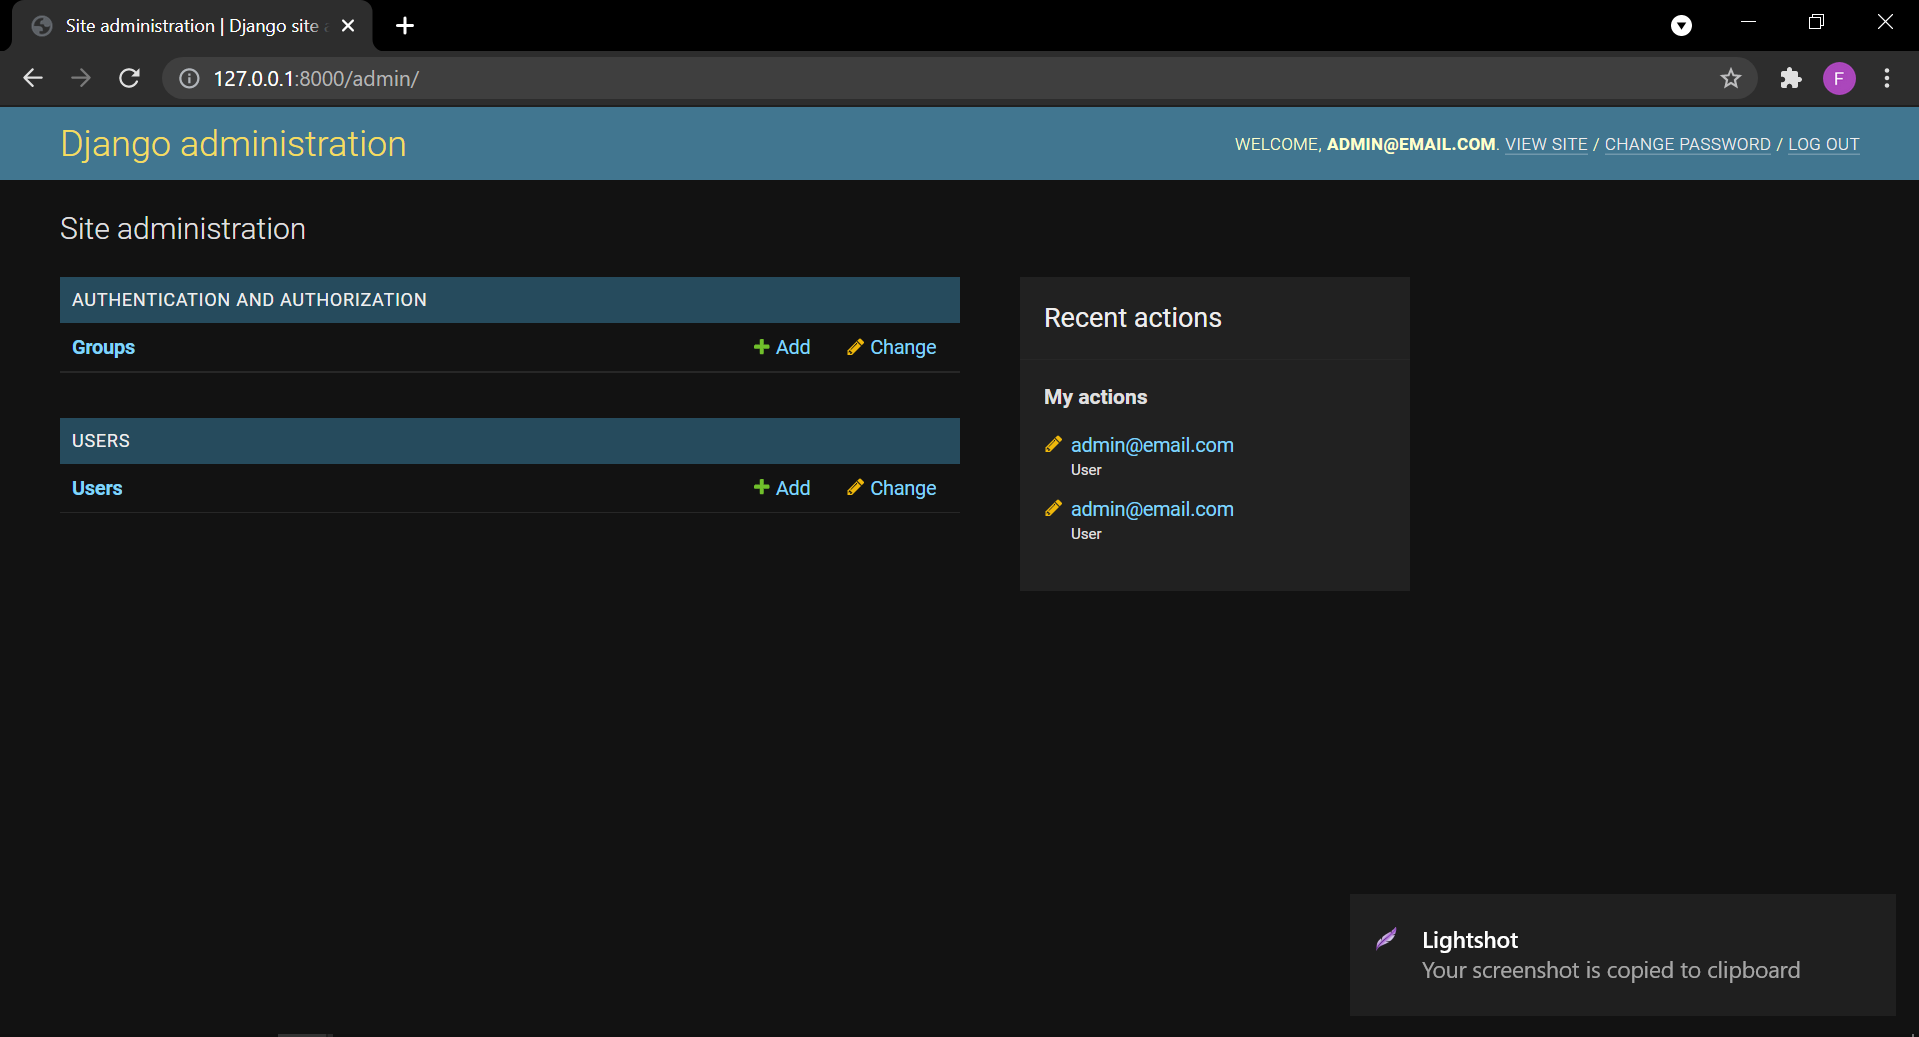 Site administration | Django site
127.0.0.1:8000/admin/
F
Django administration
WELCOME, ADMIN@EMAIL.COM. VIEW SITE / CHANGE PASSWORD / LOG OUT
Site administration
AUTHENTICATION AND AUTHORIZATION
Groups Add Change
USERS
Users Add Change
Recent actions
My actions
admin@email.com
User
admin@email.com
User
Lightshot
Your screenshot is copied to clipboard